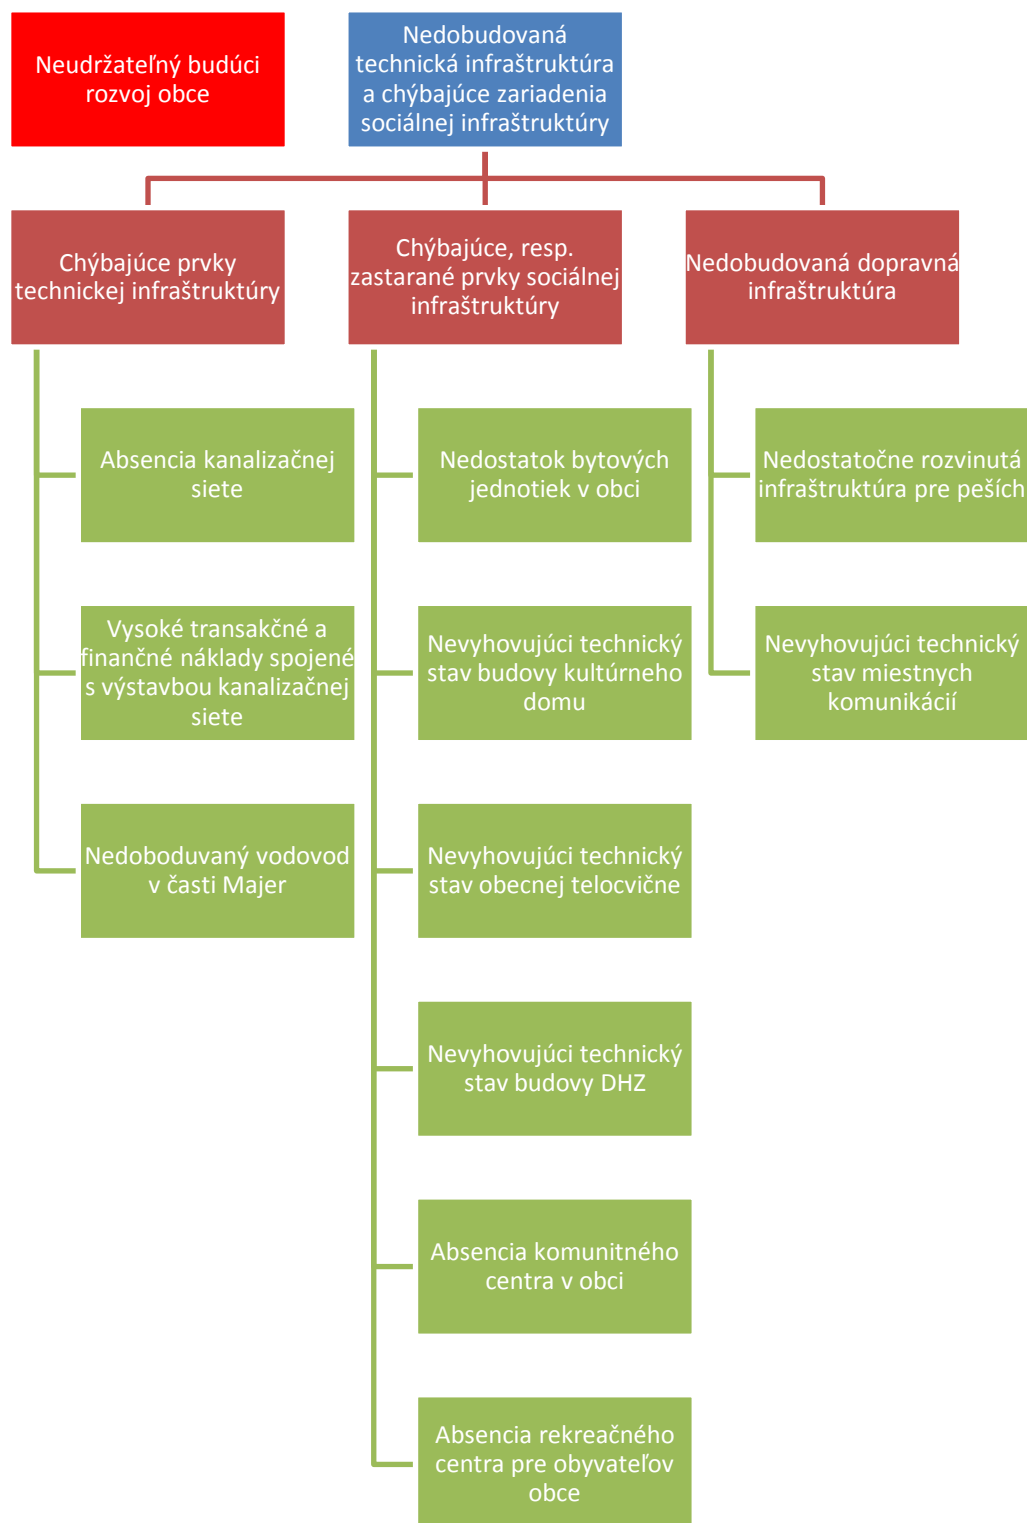 Neudržateľný budúci
rozvoj obce
Nedobudovaná
technická infraštruktúra
a chýbajúce zariadenia
sociálnej infraštruktúry
Chýbajúce prvky
technickej infraštruktúry
Chýbajúce, resp.
zastarané prvky sociálnej
infraštruktúry
Nedobudovaná dopravná
infraštruktúra
Absencia kanalizačnej
siete
Vysoké transakčné a
finančné náklady spojené
s výstavbou kanalizačnej
siete
Nedoboduvaný vodovod
v časti Majer
Nedostatok bytových
jednotiek v obci
Nevyhovujúci technický
stav budovy kultúrneho
domu
Nevyhovujúci technický
stav obecnej telocvične
Nevyhovujúci technický
stav budovy DHZ
Absencia komunitného
centra v obci
Absencia rekreačného
centra pre obyvateľov
obce
Nedostatočne rozvinutá
infraštruktúra pre peších
Nevyhovujúci technický
stav miestnych
komunikácií